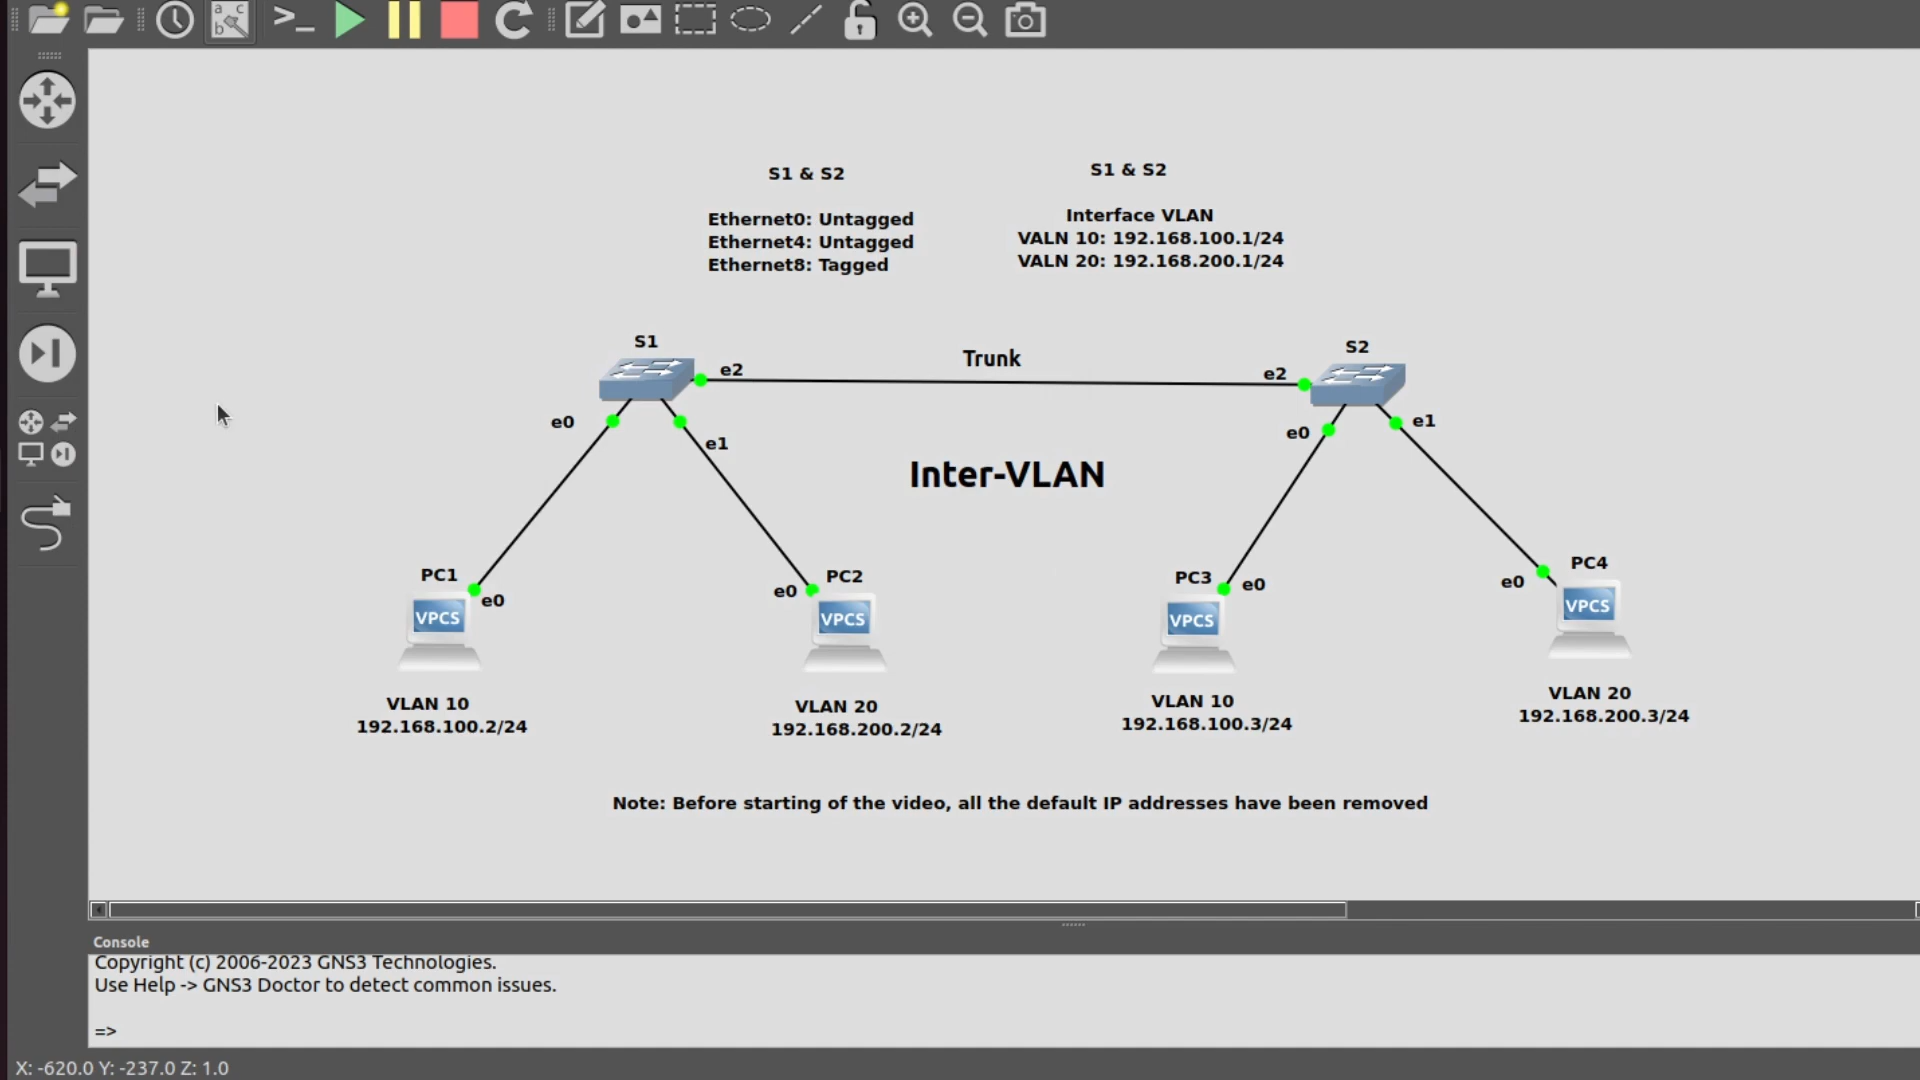 a c
b
>_
S1 & S2
Ethernet0: Untagged
Ethernet4: Untagged
Ethernet8: Tagged
S1 & S2
Interface VLAN
VALN 10: 192.168.100.1/24
VALN 20: 192.168.200.1/24
S1
e2
Trunk
e2
S2
e0
e1
e0
e1
Inter-VLAN
PC1
e0
VPCS
VLAN 10
192.168.100.2/24
e0
PC2
VPCS
VLAN 20
192.168.200.2/24
PC3
e0
VPCS
VLAN 10
192.168.100.3/24
PC4
e0
VPCS
VLAN 20
192.168.200.3/24
Note: Before starting of the video, all the default IP addresses have been removed
Console
Copyright (c) 2006-2023 GNS3 Technologies.
Use Help -> GNS3 Doctor to detect common issues.
=>
X: -620.0 Y: -237.0 Z: 1.0